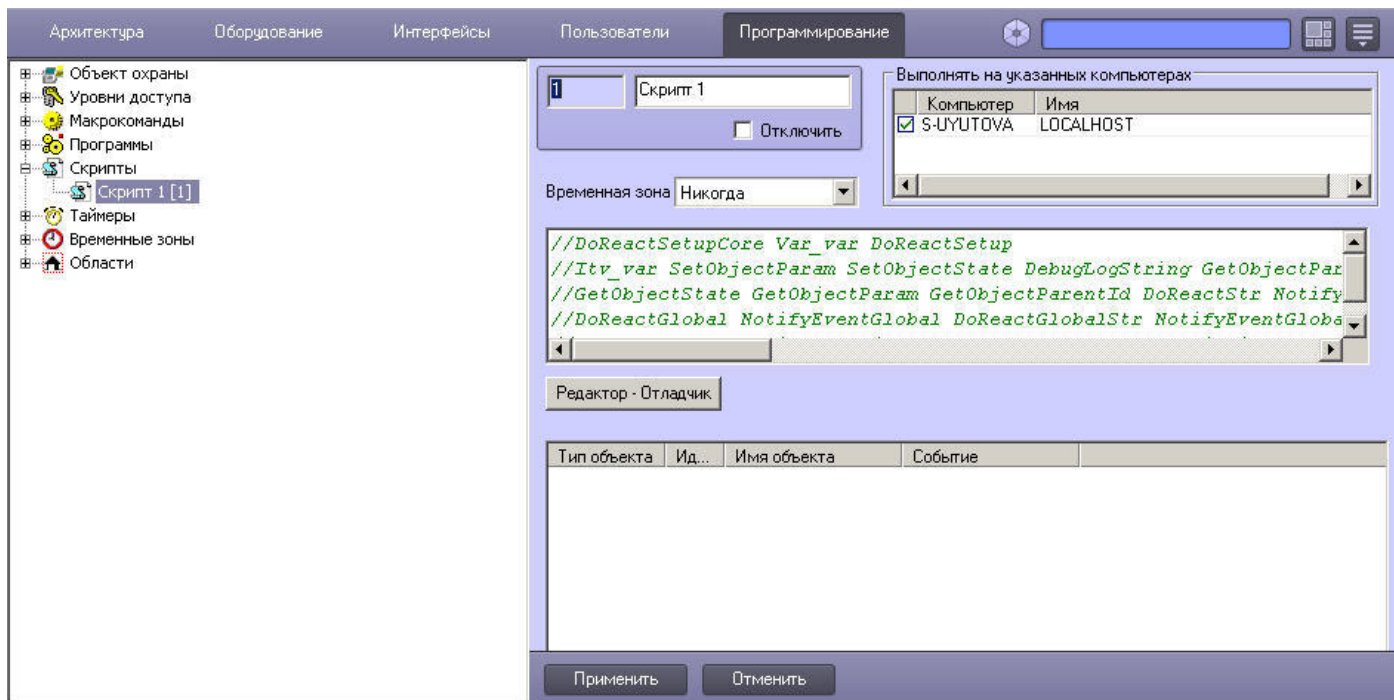 Архитектура Оборудование Интерфейсы Пользователи Программирование
Объект охраны
Уровни доступа
Макрокоманды
Программы
Скрипты
Скрипт 1 [1]
Таймеры
Временные зоны
Области
1 Скрипт 1
Отключить
Выполнять на указанных компьютерах
Компьютер Имя
S-UYUTOVA LOCALHOST
Временная зона Никогда
//DoReactSetupCore Var_var DoReactSetup
//Itv_var SetObjectParam SetObjectState DebugLogString GetObjectPar
//GetObjectState GetObjectParam GetObjectParentId DoReactStr Notify
//DoReactGlobal NotifyEventGlobal DoReactGlobalStr NotifyEventGloba
Редактор - Отладчик
Тип объекта Ид... Имя объекта Событие
Применить Отменить